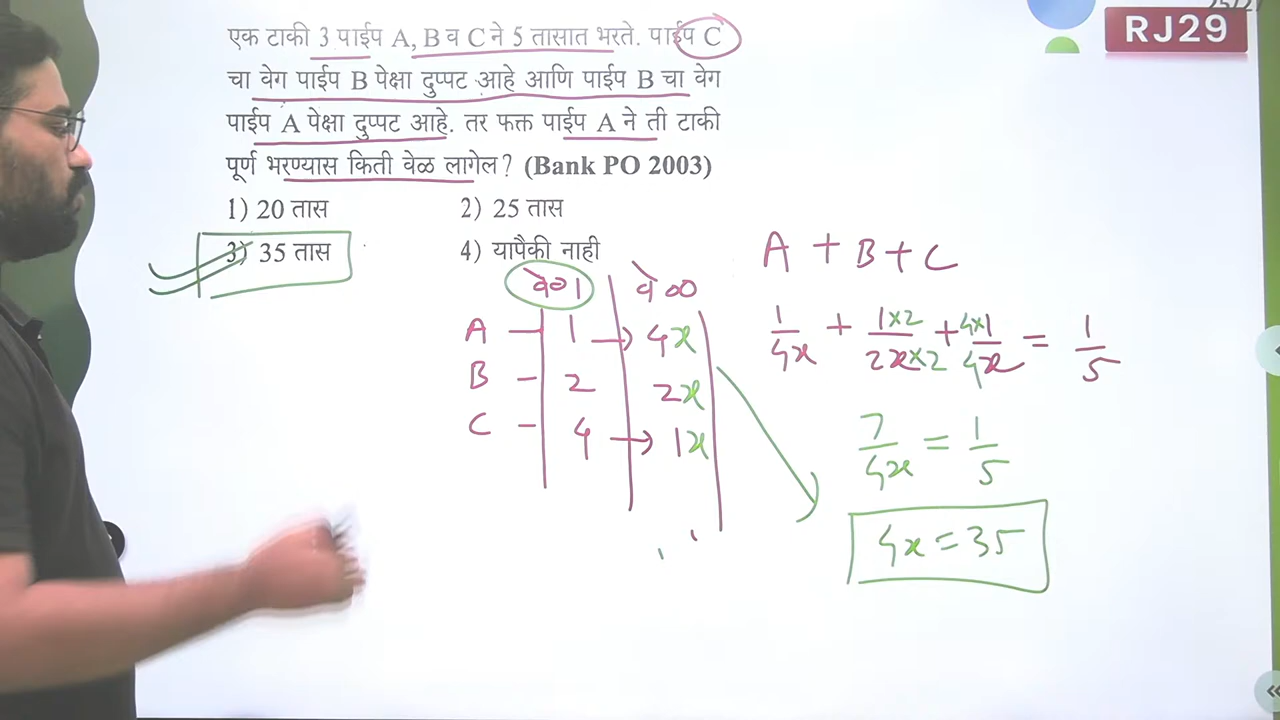 25/27
RJ29
एक टाकी 3 पाईप A, B व C ने 5 तासात भरते. पाईप C
चा वेग पाईप B पेक्षा दुप्पट आहे आणि पाईप B चा वेग
पाईप A पेक्षा दुप्पट आहे. तर फक्त पाईप A ने ती टाकी
पूर्ण भरण्यास किती वेळ लागेल? (Bank PO 2003)
1) 20 तास 2) 25 तास
3) 35 तास 4) यापैकी नाही
A + B + C
वेग वेळ
A – 1 → 4x
B – 2 2x
C – 4 → 1x
1/4x + 1×2/2x×2 + 4×1/4x = 1/5
7/4x = 1/5
4x = 35